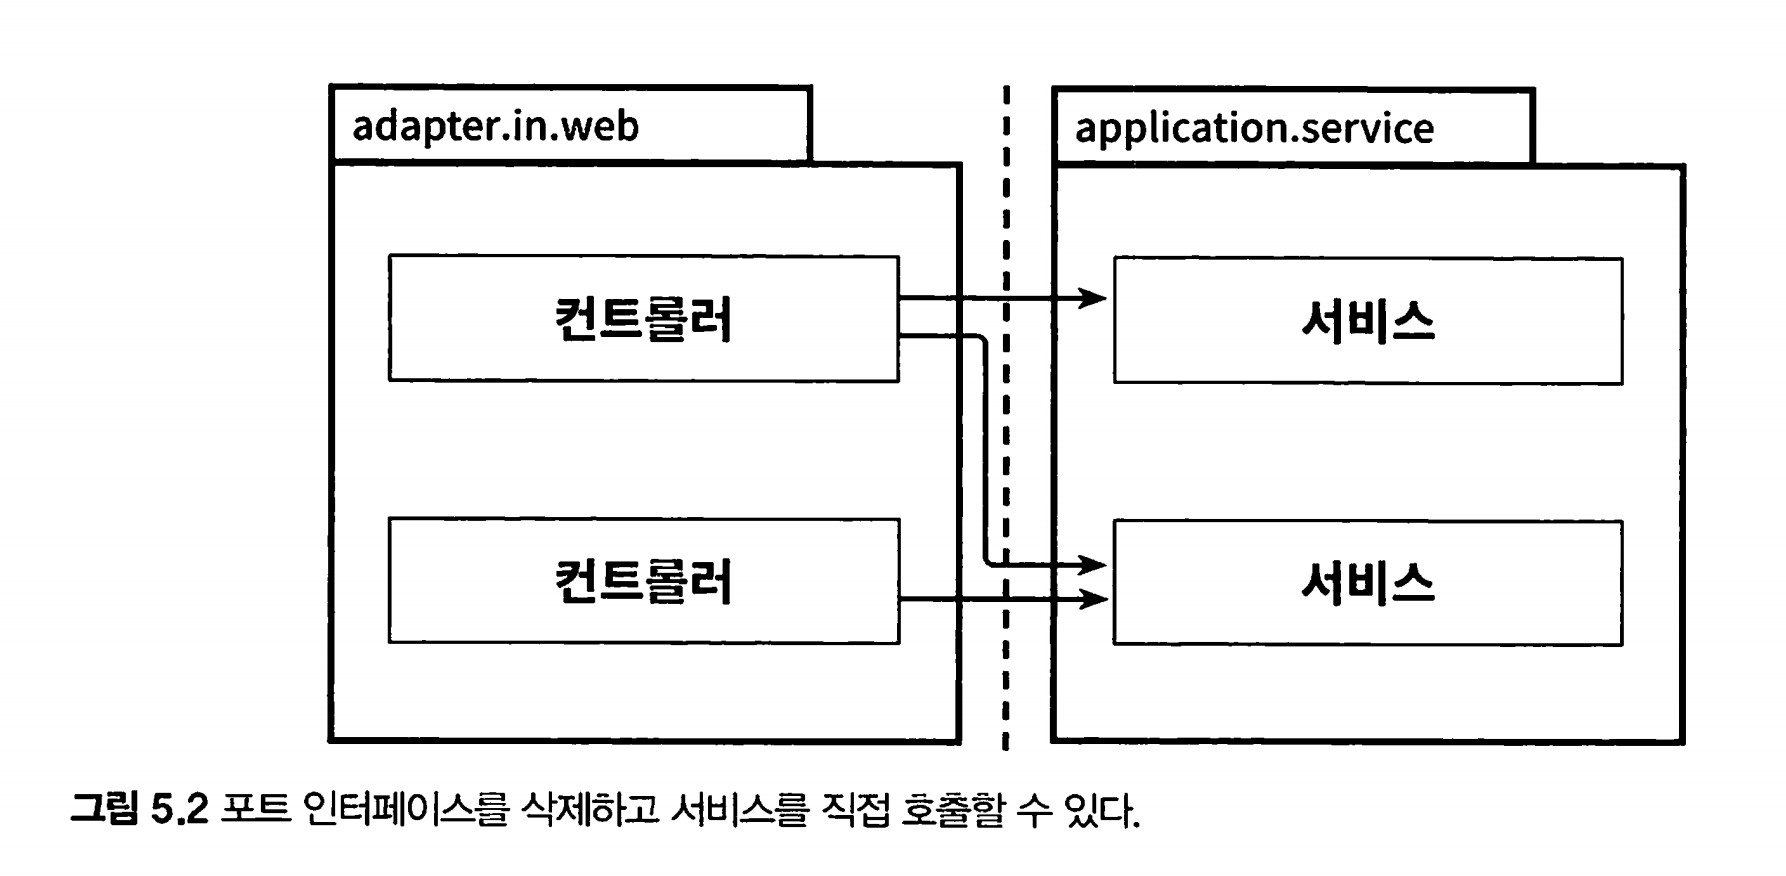 adapter.in.web
application.service
컨트롤러
서비스
컨트롤러
서비스
그림 5.2 포트 인터페이스를 삭제하고 서비스를 직접 호출할 수 있다.